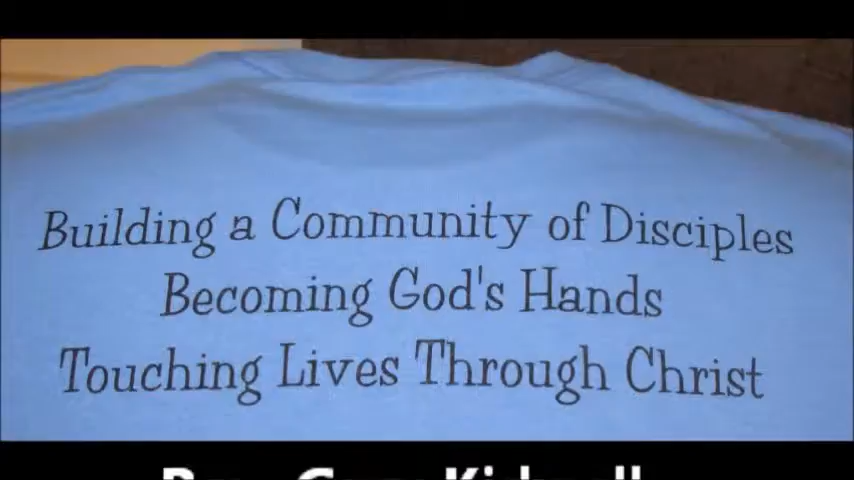 Building a Community of Disciples
Becoming God's Hands
Touching Lives Through Christ